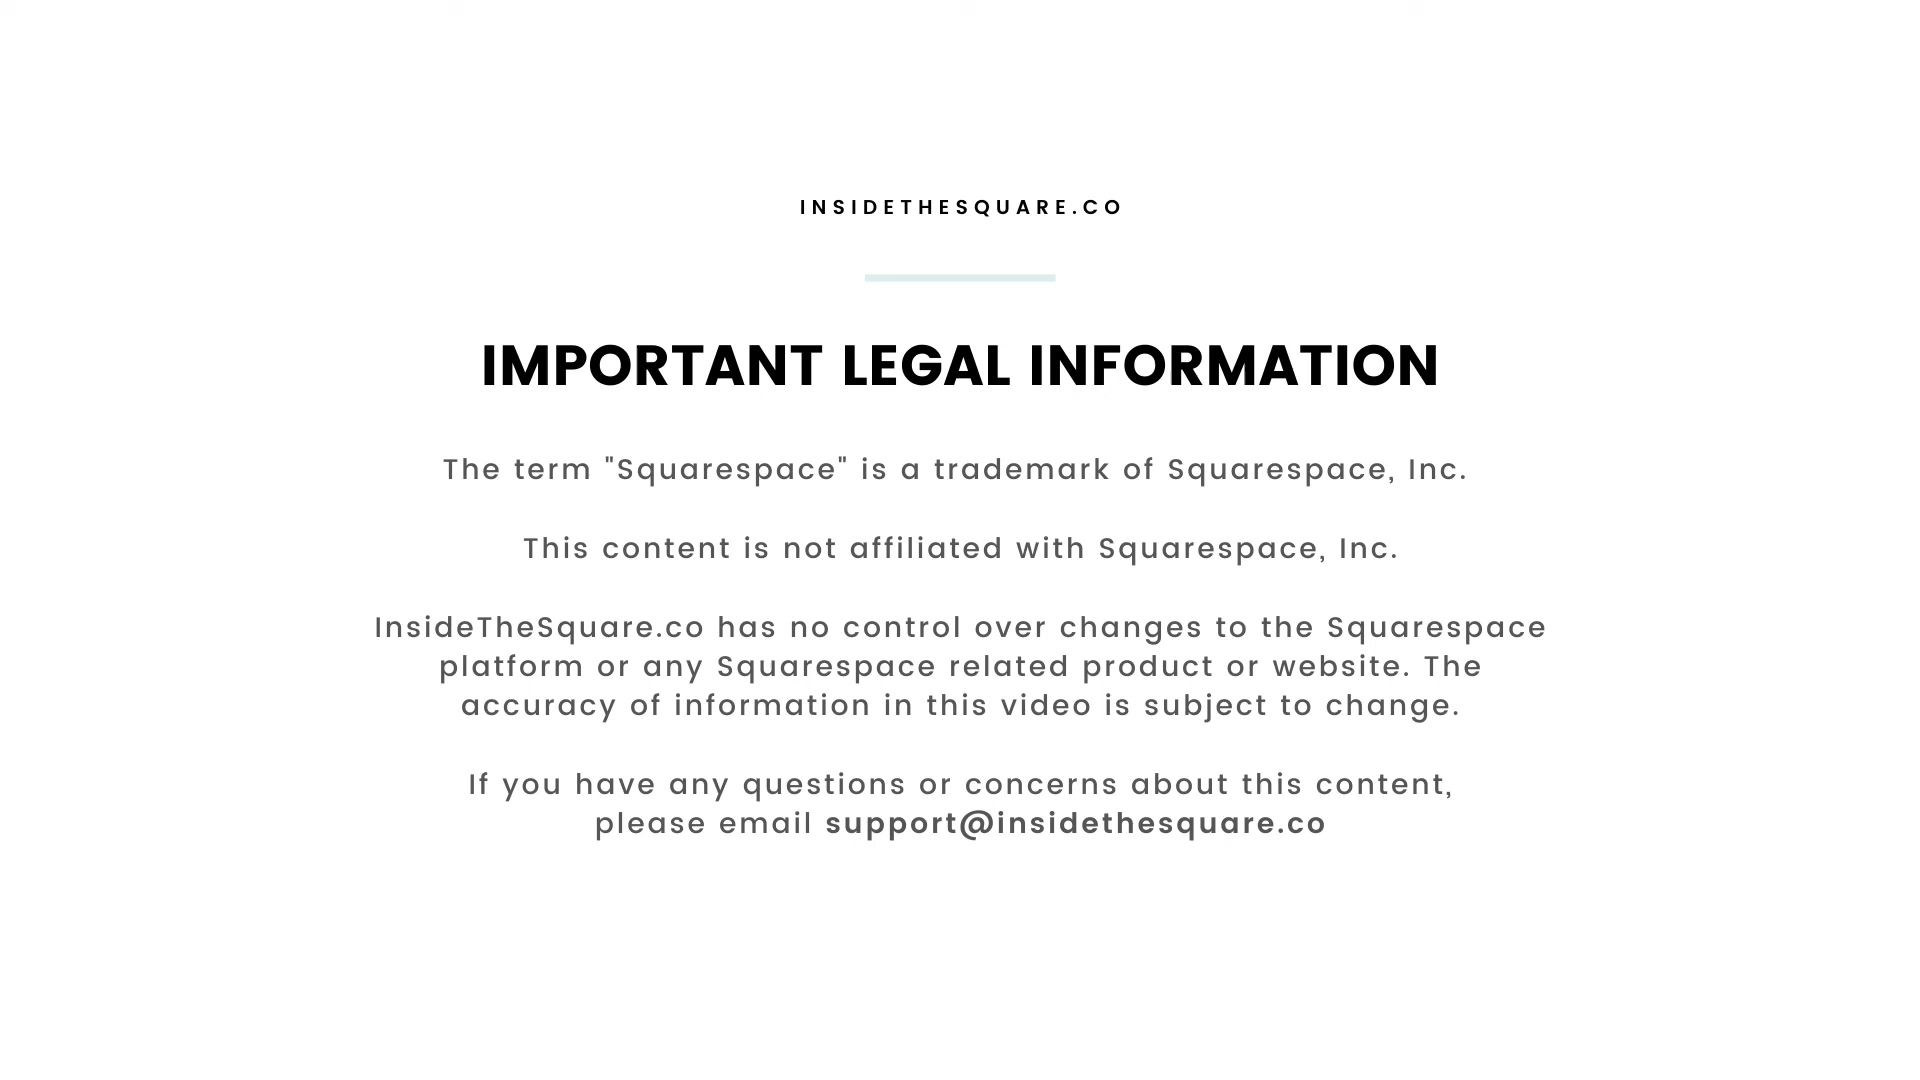 INSIDETHESQUARE.CO
IMPORTANT LEGAL INFORMATION
The term "Squarespace" is a trademark of Squarespace, Inc.
This content is not affiliated with Squarespace, Inc.
InsideTheSquare.co has no control over changes to the Squarespace
platform or any Squarespace related product or website. The
accuracy of information in this video is subject to change.
If you have any questions or concerns about this content,
please email support@insidethesquare.co